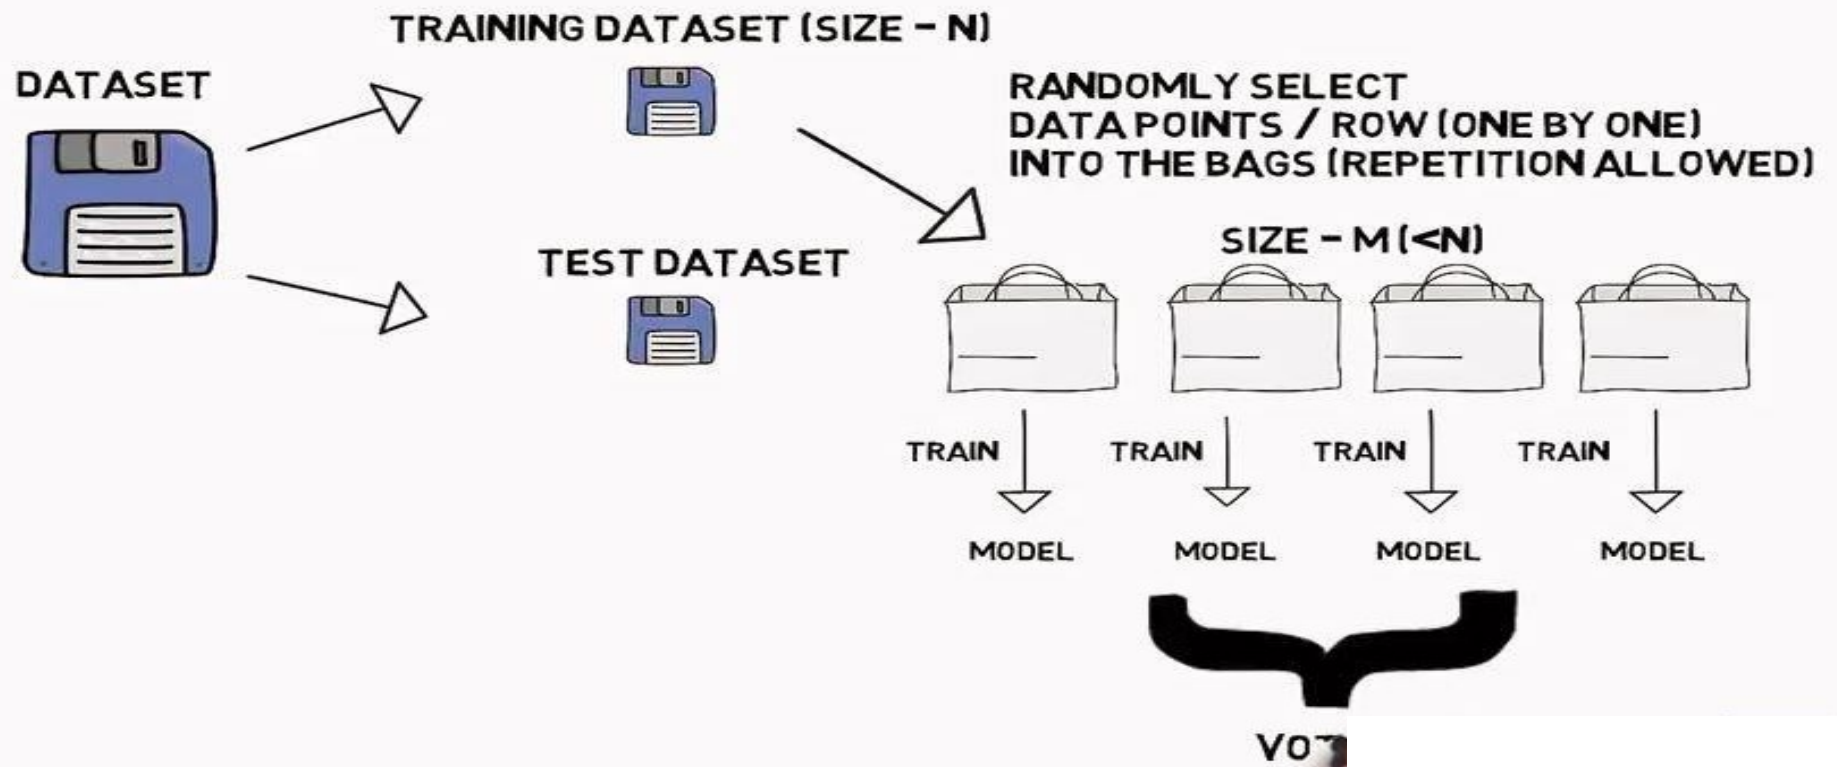 TRAINING DATASET (SIZE - N)
DATASET
RANDOMLY SELECT
DATA POINTS / ROW (ONE BY ONE)
INTO THE BAGS (REPETITION ALLOWED)
SIZE - M (<N)
TEST DATASET
TRAIN TRAIN TRAIN TRAIN
MODEL MODEL MODEL MODEL